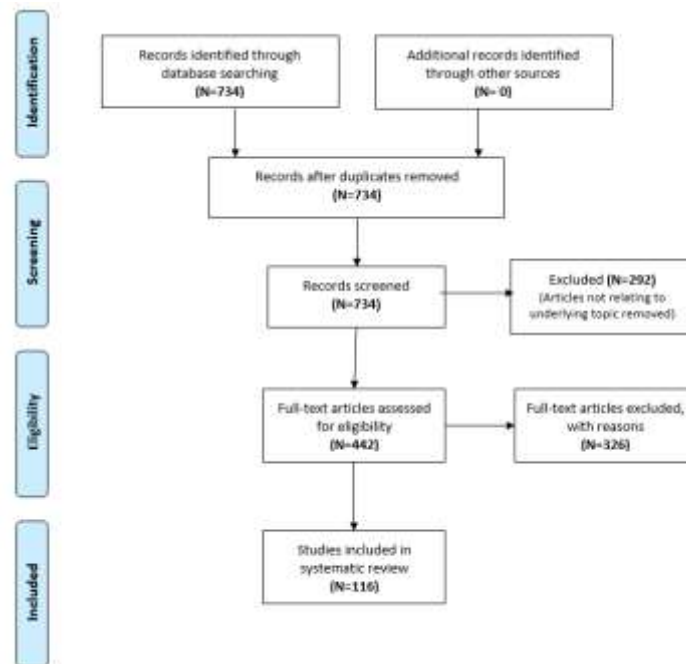 Identification
Records identified through
database searching
(N=734)
Additional records identified
through other sources
(N= 0)
Records after duplicates removed
(N=734)
Screening
Records screened
(N=734)
Excluded (N=292)
(Articles not relating to
underlying topic removed)
Eligibility
Full-text articles assessed
for eligibility
(N=442)
Full-text articles excluded,
with reasons
(N=326)
Included
Studies included in
systematic review
(N=116)